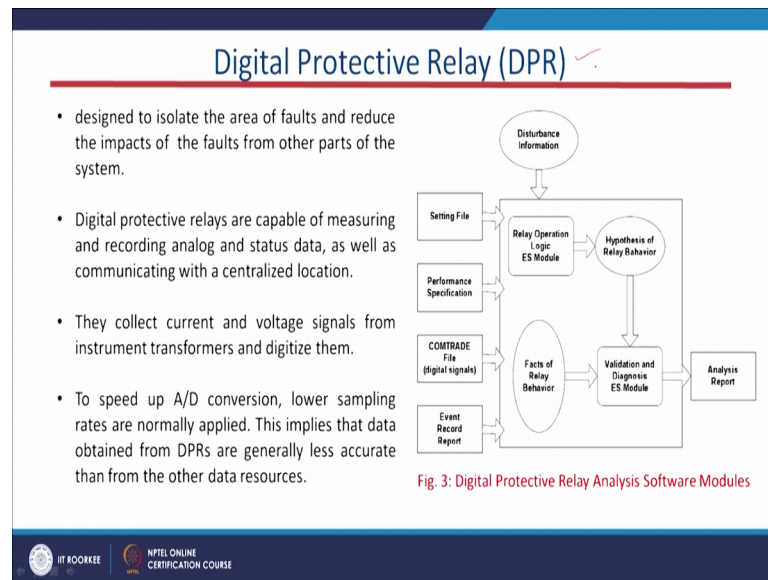 Digital Protective Relay (DPR)
• designed to isolate the area of faults and reduce
the impacts of the faults from other parts of the
system.
• Digital protective relays are capable of measuring
and recording analog and status data, as well as
communicating with a centralized location.
• They collect current and voltage signals from
instrument transformers and digitize them.
• To speed up A/D conversion, lower sampling
rates are normally applied. This implies that data
obtained from DPRs are generally less accurate
than from the other data resources.
Disturbance
Information
Setting File
Relay Operation
Logic
ES Module
Hypothesis of
Relay Bahavior
Performance
Specification
COMTRADE
File
(digital signals)
Facts of
Relay
Behavior
Validation and
Diagnosis
ES Module
Analysis
Report
Event
Record
Report
Fig. 3: Digital Protective Relay Analysis Software Modules
IIT ROORKEE
NPTEL ONLINE
CERTIFICATION COURSE